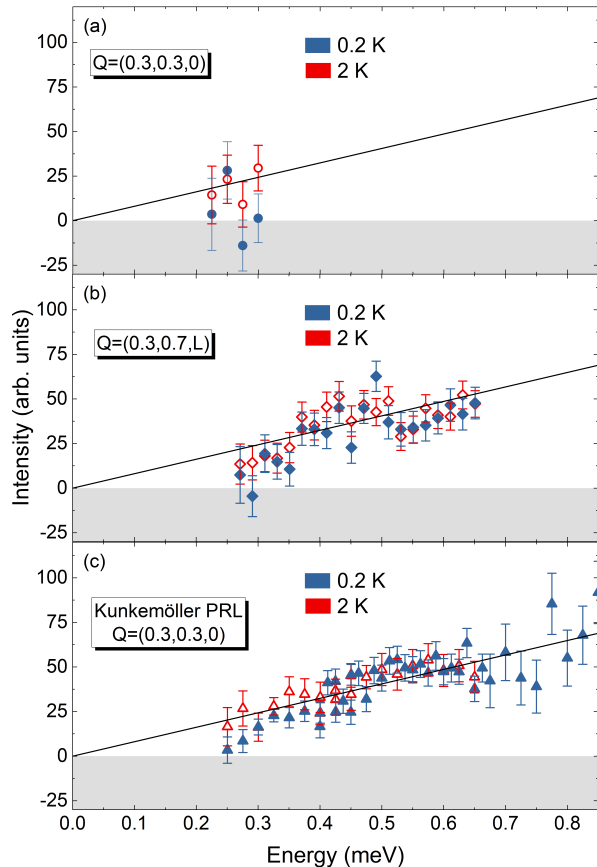 (a)
Q=(0.3,0.3,0)
0.2 K
2 K
100
75
50
25
0
-25
(b)
Q=(0.3,0.7,L)
0.2 K
2 K
100
75
50
25
0
-25
Intensity (arb. units)
(c)
Kunkemöller PRL
Q=(0.3,0.3,0)
0.2 K
2 K
100
75
50
25
0
-25
0.0 0.1 0.2 0.3 0.4 0.5 0.6 0.7 0.8
Energy (meV)